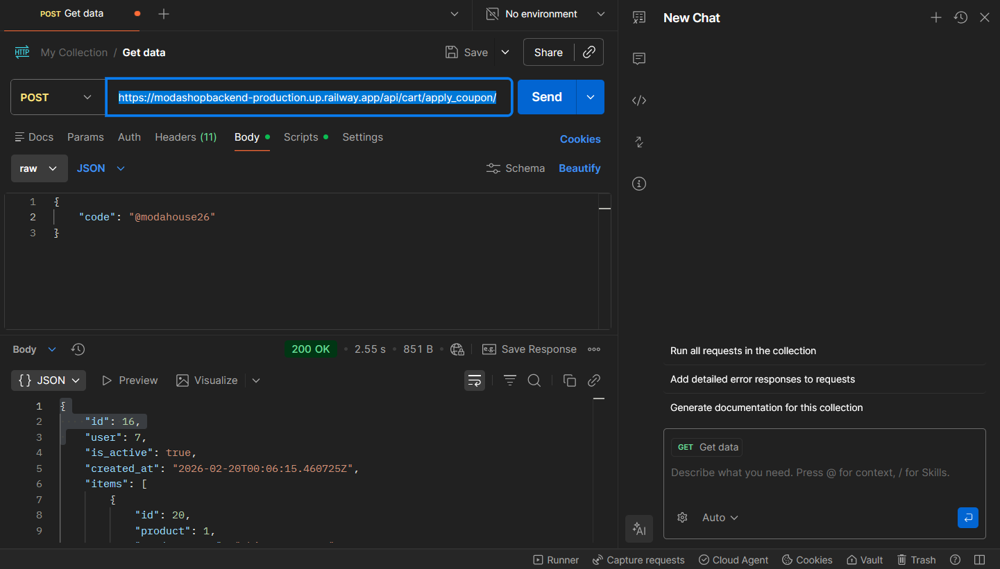 POST Get data
No environment
New Chat
HTTP
My Collection / Get data
Save
Share
POST
https://modashopbackend-production.up.railway.app/api/cart/apply_coupon/
Send
Docs
Params
Auth
Headers (11)
Body
Scripts
Settings
Cookies
raw
JSON
Schema
Beautify
1 {
2 "code": "@modahouse26"
3 }
Body
200 OK
2.55 s
851 B
e.g.
Save Response
{} JSON
Preview
Visualize
1 {
2 "id": 16,
3 "user": 7,
4 "is_active": true,
5 "created_at": "2026-02-20T00:06:15.460725Z",
6 "items": [
7 {
8 "id": 20,
9 "product": 1,
Run all requests in the collection
Add detailed error responses to requests
Generate documentation for this collection
GET Get data
Describe what you need. Press @ for context, / for Skills.
Auto
AI
Runner
Capture requests
Cloud Agent
Cookies
Vault
Trash